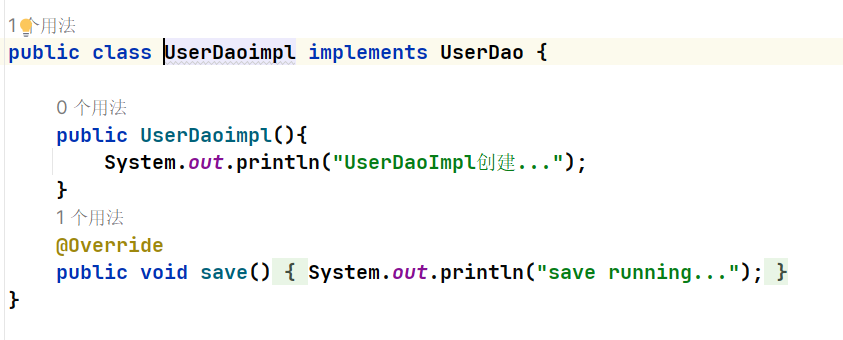 1个用法
public class UserDaoimpl implements UserDao {
0 个用法
public UserDaoimpl(){
System.out.println("UserDaoImpl创建...");
}
1 个用法
@Override
public void save() { System.out.println("save running..."); }
}